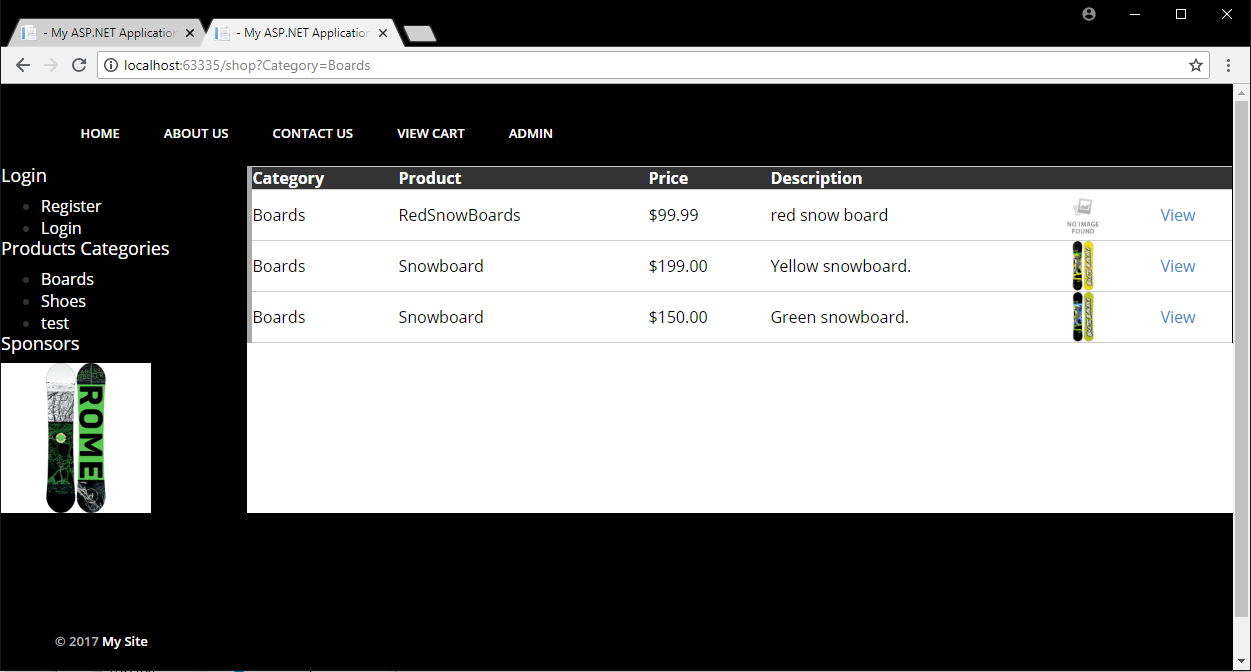 - My ASP.NET Application - My ASP.NET Application
localhost:63335/shop?Category=Boards
HOME ABOUT US CONTACT US VIEW CART ADMIN
Login
Register
Login
Products Categories
Boards
Shoes
test
Sponsors
ROME
Category Product Price Description
Boards RedSnowBoards $99.99 red snow board NO IMAGE FOUND View
Boards Snowboard $199.00 Yellow snowboard. View
Boards Snowboard $150.00 Green snowboard. View
© 2017 My Site